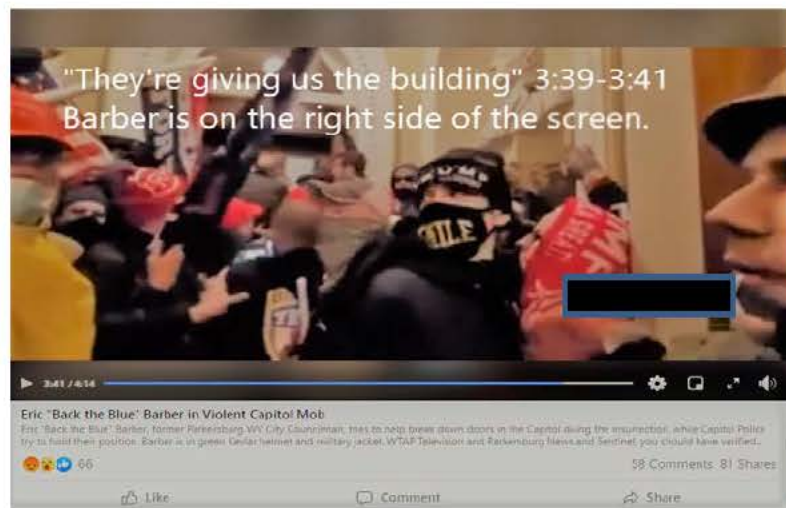 "They're giving us the building" 3:39-3:41
Barber is on the right side of the screen.
TRUMP
SMILE
3:41 / 4:14
Eric "Back the Blue" Barber in Violent Capitol Mob
Eric "Back the Blue" Barber, former Parkersburg WV City Councilman, tries to help break down doors in the Capitol during the insurrection, while Capitol Police
try to hold their position. Barber is in green Gevlar helmet and military jacket. WTAP Television and Parkersburg News and Sentinel, you should have verified...
66
58 Comments 81 Shares
Like
Comment
Share